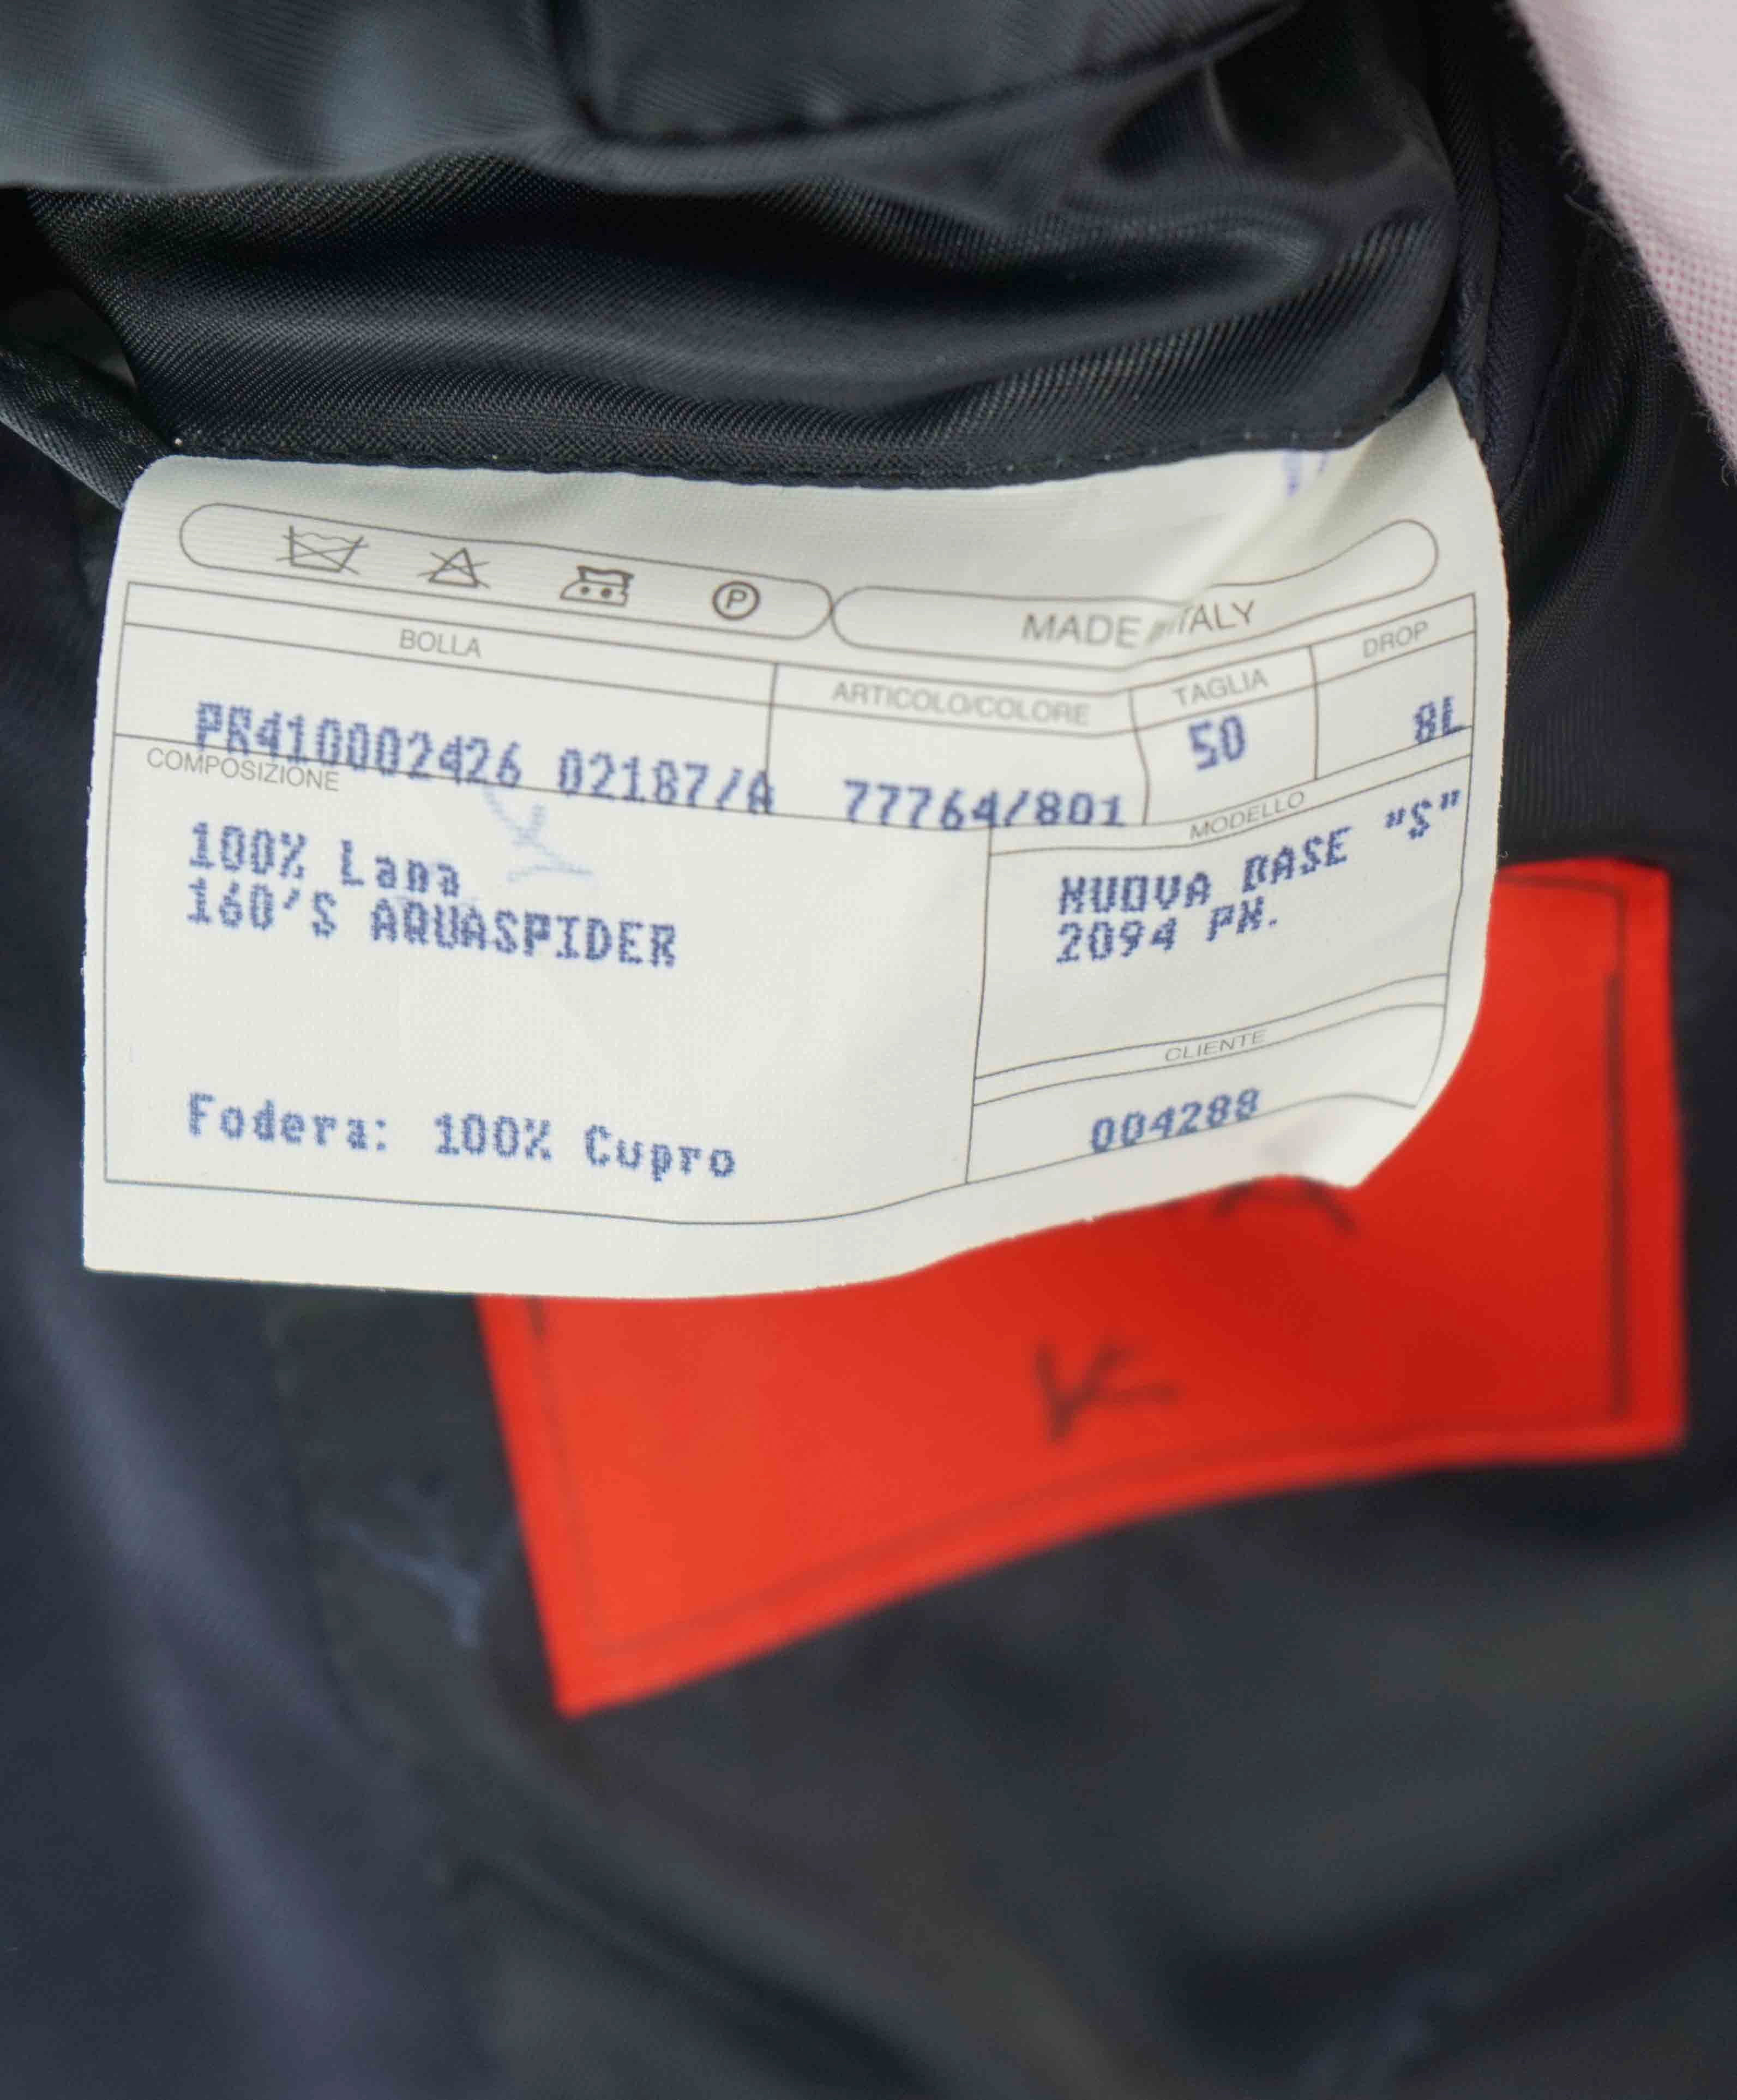 P
MADE IN ITALY
BOLLA
ARTICOLO/COLORE
TAGLIA
DROP
PR410002426 02187/A
77764/801
50
8L
COMPOSIZIONE
100% Lana
160'S AQUASPIDER
Fodera: 100% Cupro
MODELLO
NUOVA BASE "S"
2094 PN.
CLIENTE
004288
K